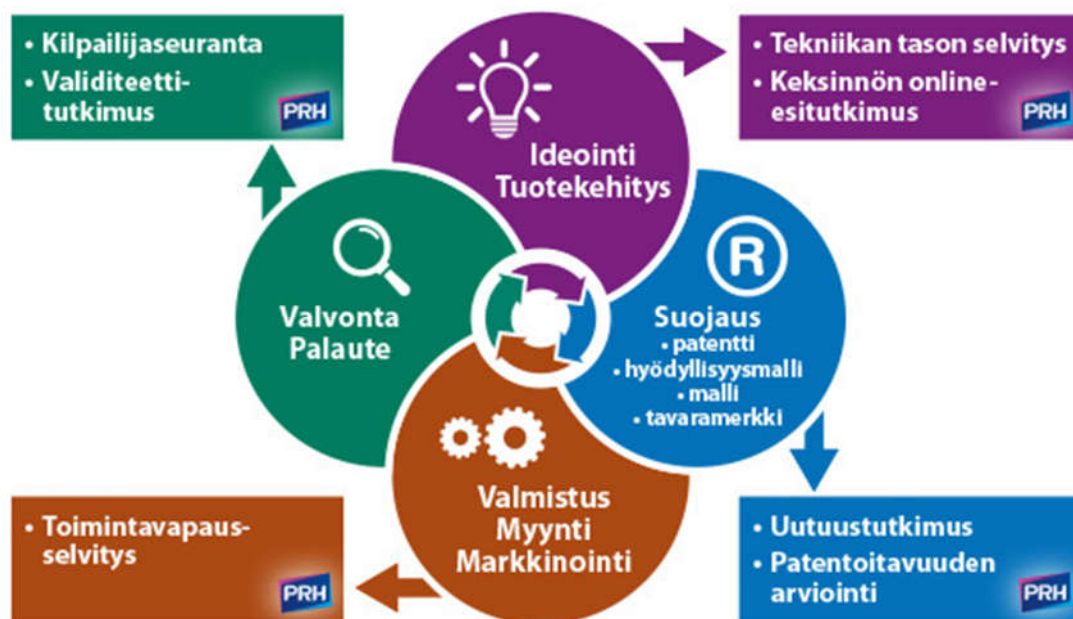 • Kilpailijaseuranta
• Validiteetti-
tutkimus
PRH
Ideointi
Tuotekehitys
• Tekniikan tason selvitys
• Keksinnön online-
esitutkimus
PRH
Valvonta
Palaute
R
Suojaus
• patentti
• hyödyllisyysmalli
• malli
• tavaramerkki
Valmistus
Myynti
Markkinointi
• Toimintavapaus-
selvitys
PRH
• Uutuustutkimus
• Patentoitavuuden
arviointi
PRH